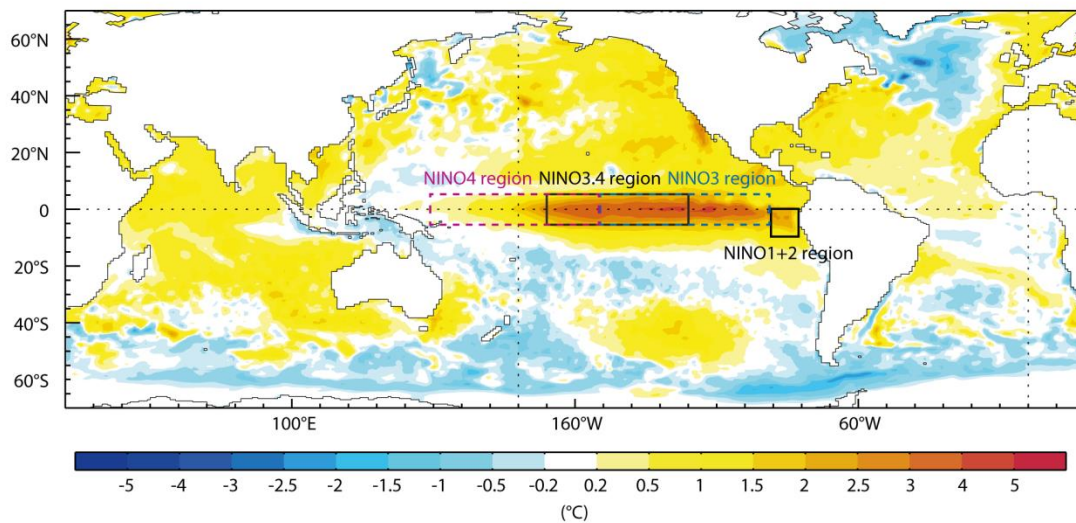 60°N
40°N
20°N
NINO4 region NINO3.4 region NINO3 region
0
NINO1+2 region
20°S
40°S
60°S
100°E 160°W 60°W
-5 -4 -3 -2.5 -2 -1.5 -1 -0.5 -0.2 0.2 0.5 1 1.5 2 2.5 3 4 5
(°C)